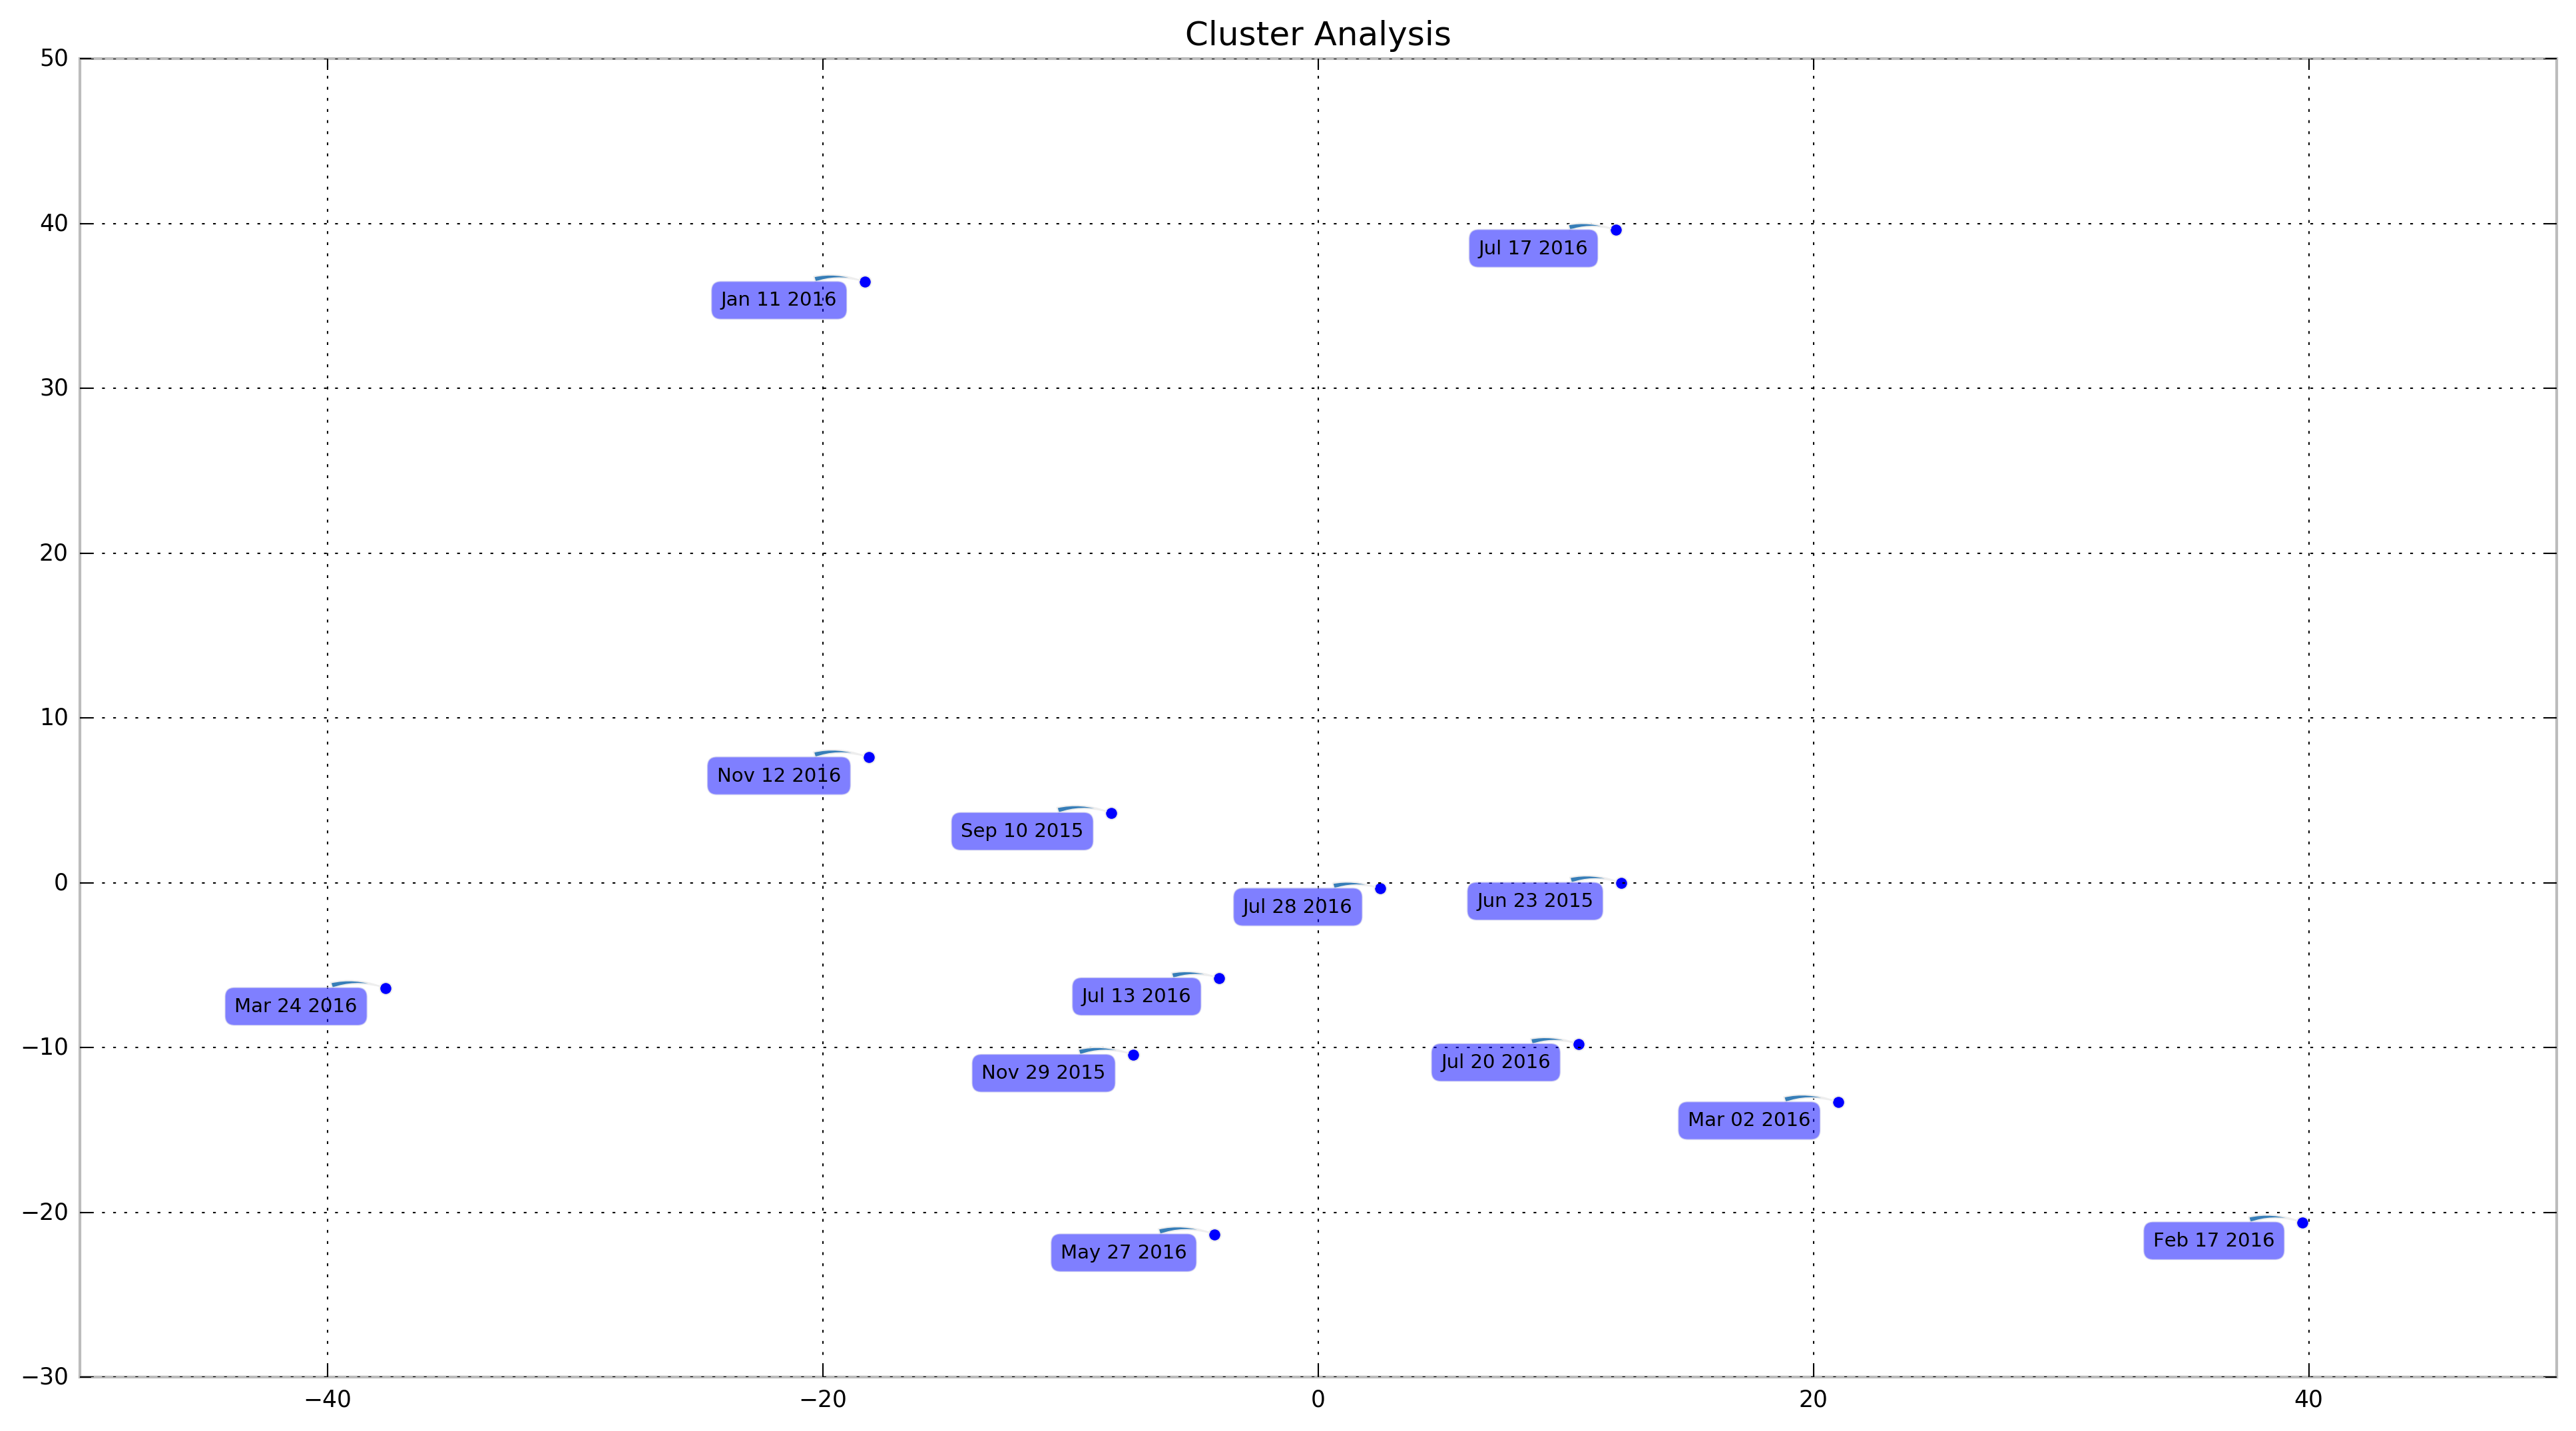 Cluster Analysis
50
40
30
20
10
0
−10
−20
−30
Jul 17 2016
Jan 11 2016
Nov 12 2016
Sep 10 2015
Jul 28 2016
Jun 23 2015
Mar 24 2016
Jul 13 2016
Nov 29 2015
Jul 20 2016
Mar 02 2016
May 27 2016
Feb 17 2016
−40
−20
0
20
40